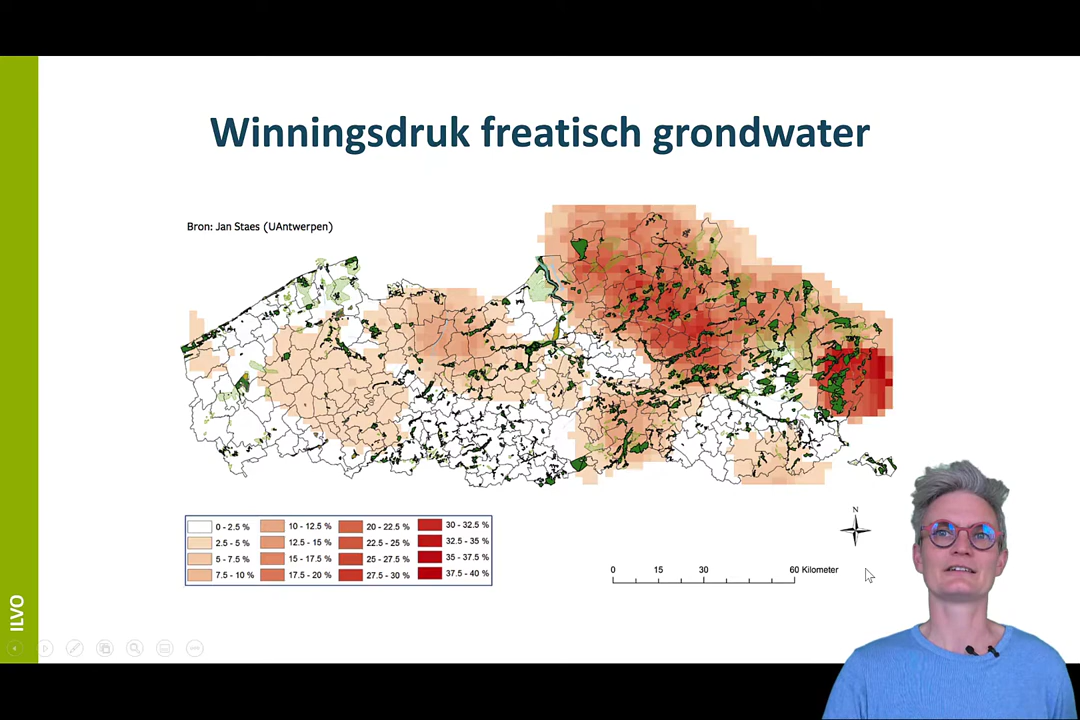 Winningsdruk freatisch grondwater
Bron: Jan Staes (UAntwerpen)
0 - 2.5 %
2.5 - 5 %
5 - 7.5 %
7.5 - 10 %
10 - 12.5 %
12.5 - 15 %
15 - 17.5 %
17.5 - 20 %
20 - 22.5 %
22.5 - 25 %
25 - 27.5 %
27.5 - 30 %
30 - 32.5 %
32.5 - 35 %
35 - 37.5 %
37.5 - 40 %
N
0 15 30 60 Kilometer
ILVO